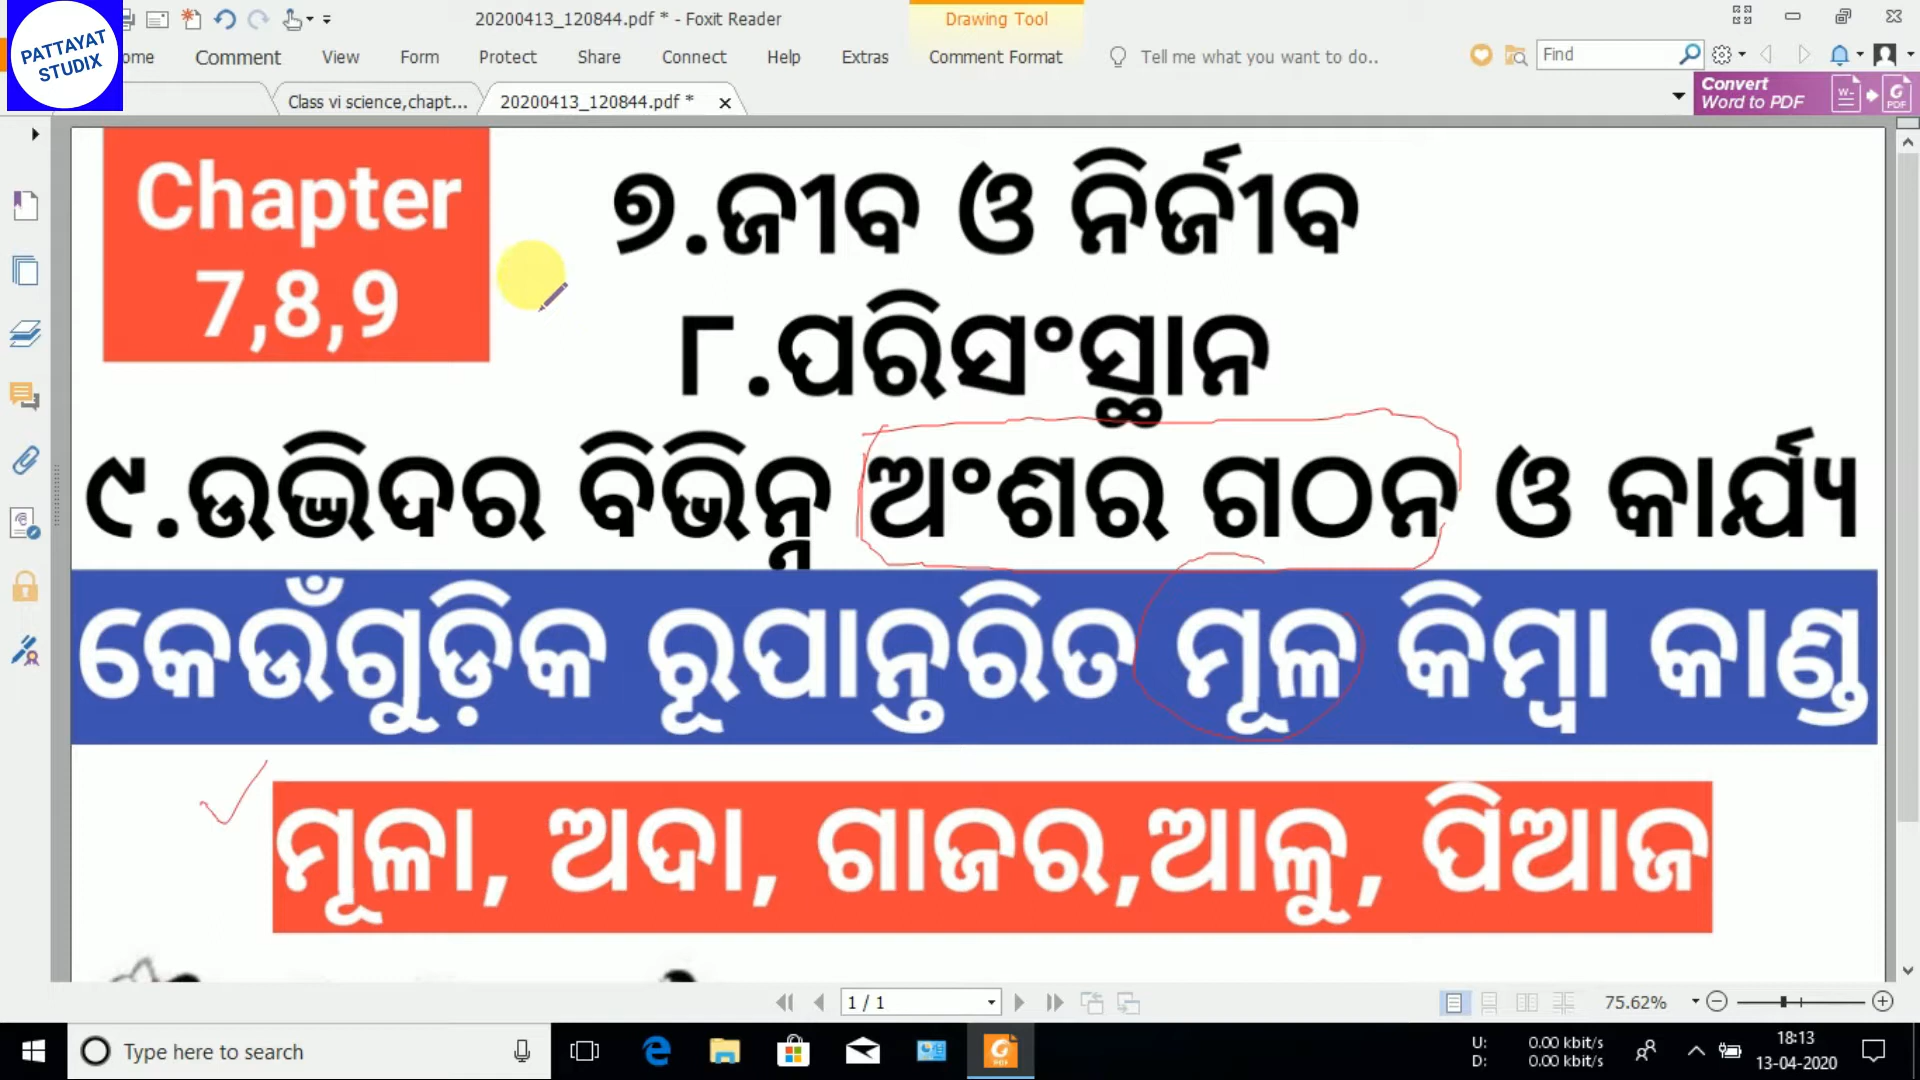 PATTAYAT
STUDIX
20200413_120844.pdf * - Foxit Reader
Drawing Tool
ome Comment View Form Protect Share Connect Help Extras Comment Format Tell me what you want to do.. Find
Class vi science,chapt... 20200413_120844.pdf *
Convert
Word to PDF
Chapter
7,8,9
୭.ଜୀବ ଓ ନିର୍ଜୀବ
୮.ପରିସଂସ୍ଥାନ
୯.ଉଦ୍ଭିଦର ବିଭିନ୍ନ ଅଂଶର ଗଠନ ଓ କାର୍ଯ୍ୟ
କେଉଁଗୁଡ଼ିକ ରୂପାନ୍ତରିତ ମୂଳ କିମ୍ବା କାଣ୍ଡ
ମୂଳା, ଅଦା, ଗାଜର,ଆଳୁ, ପିଆଜ
1 / 1
75.62%
Type here to search
U: 0.00 kbit/s
D: 0.00 kbit/s
18:13
13-04-2020